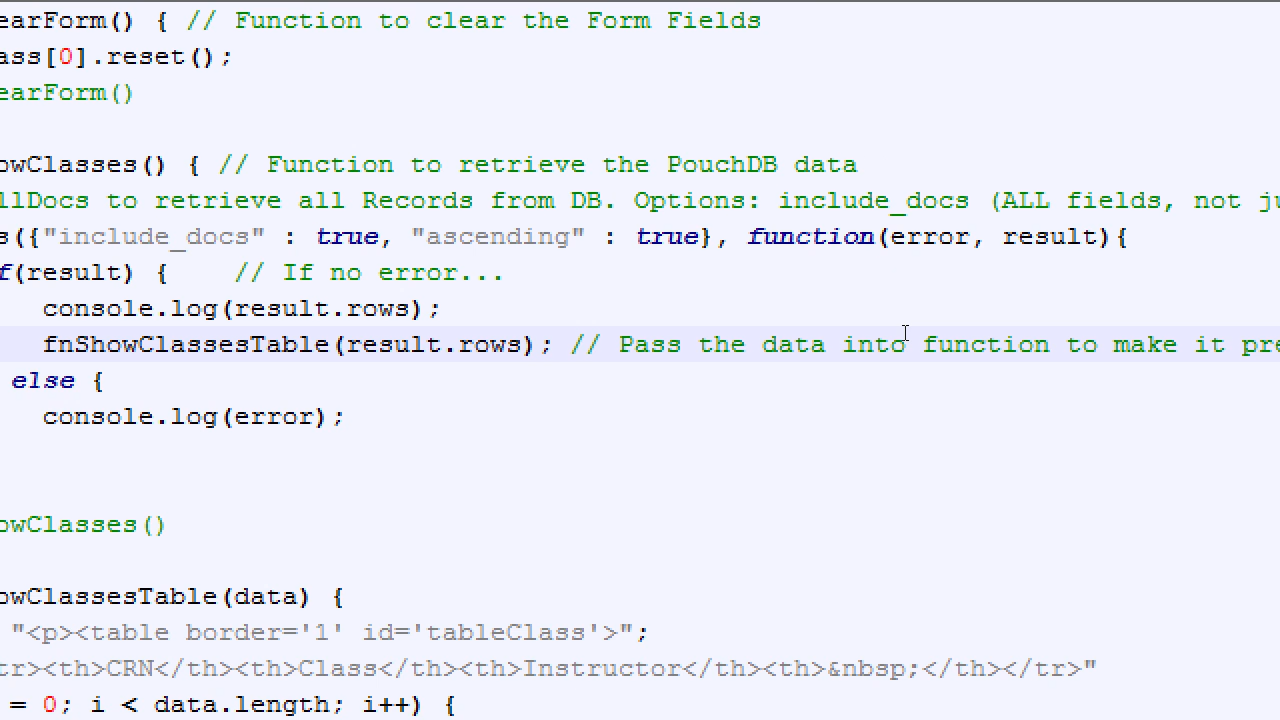 earForm() { // Function to clear the Form Fields
ass[0].reset();
earForm()
owClasses() { // Function to retrieve the PouchDB data
llDocs to retrieve all Records from DB. Options: include_docs (ALL fields, not ju
s({"include_docs" : true, "ascending" : true}, function(error, result){
f(result) { // If no error...
console.log(result.rows);
fnShowClassesTable(result.rows); // Pass the data into function to make it pre
else {
console.log(error);
owClasses()
owClassesTable(data) {
"<p><table border='1' id='tableClass'>";
tr><th>CRN</th><th>Class</th><th>Instructor</th><th>&nbsp;</th></tr>"
= 0; i < data.length; i++) {